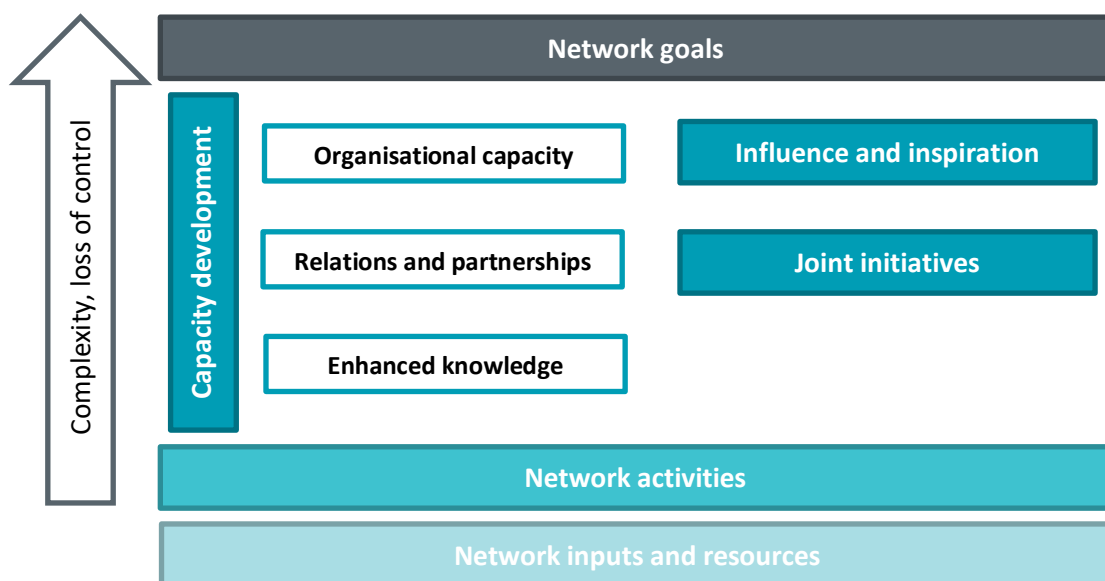 Network goals
Complexity, loss of control
Capacity development
Organisational capacity
Influence and inspiration
Relations and partnerships
Joint initiatives
Enhanced knowledge
Network activities
Network inputs and resources